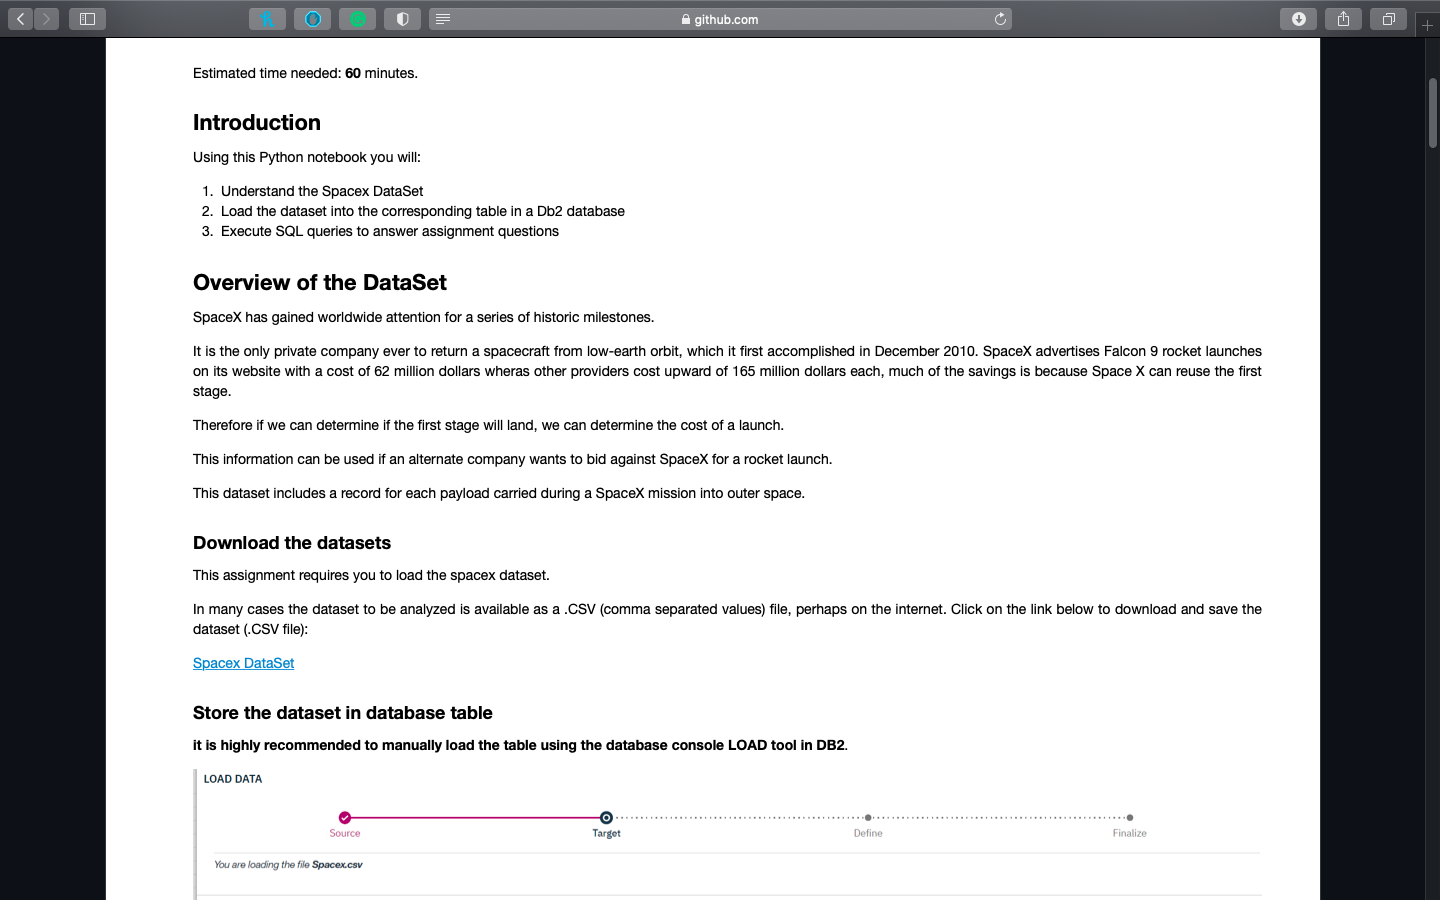 github.com
Estimated time needed: 60 minutes.
Introduction
Using this Python notebook you will:
1. Understand the Spacex DataSet
2. Load the dataset into the corresponding table in a Db2 database
3. Execute SQL queries to answer assignment questions
Overview of the DataSet
SpaceX has gained worldwide attention for a series of historic milestones.
It is the only private company ever to return a spacecraft from low-earth orbit, which it first accomplished in December 2010. SpaceX advertises Falcon 9 rocket launches
on its website with a cost of 62 million dollars wheras other providers cost upward of 165 million dollars each, much of the savings is because Space X can reuse the first
stage.
Therefore if we can determine if the first stage will land, we can determine the cost of a launch.
This information can be used if an alternate company wants to bid against SpaceX for a rocket launch.
This dataset includes a record for each payload carried during a SpaceX mission into outer space.
Download the datasets
This assignment requires you to load the spacex dataset.
In many cases the dataset to be analyzed is available as a .CSV (comma separated values) file, perhaps on the internet. Click on the link below to download and save the
dataset (.CSV file):
Spacex DataSet
Store the dataset in database table
it is highly recommended to manually load the table using the database console LOAD tool in DB2.
LOAD DATA
Source Target Define Finalize
You are loading the file Spacex.csv